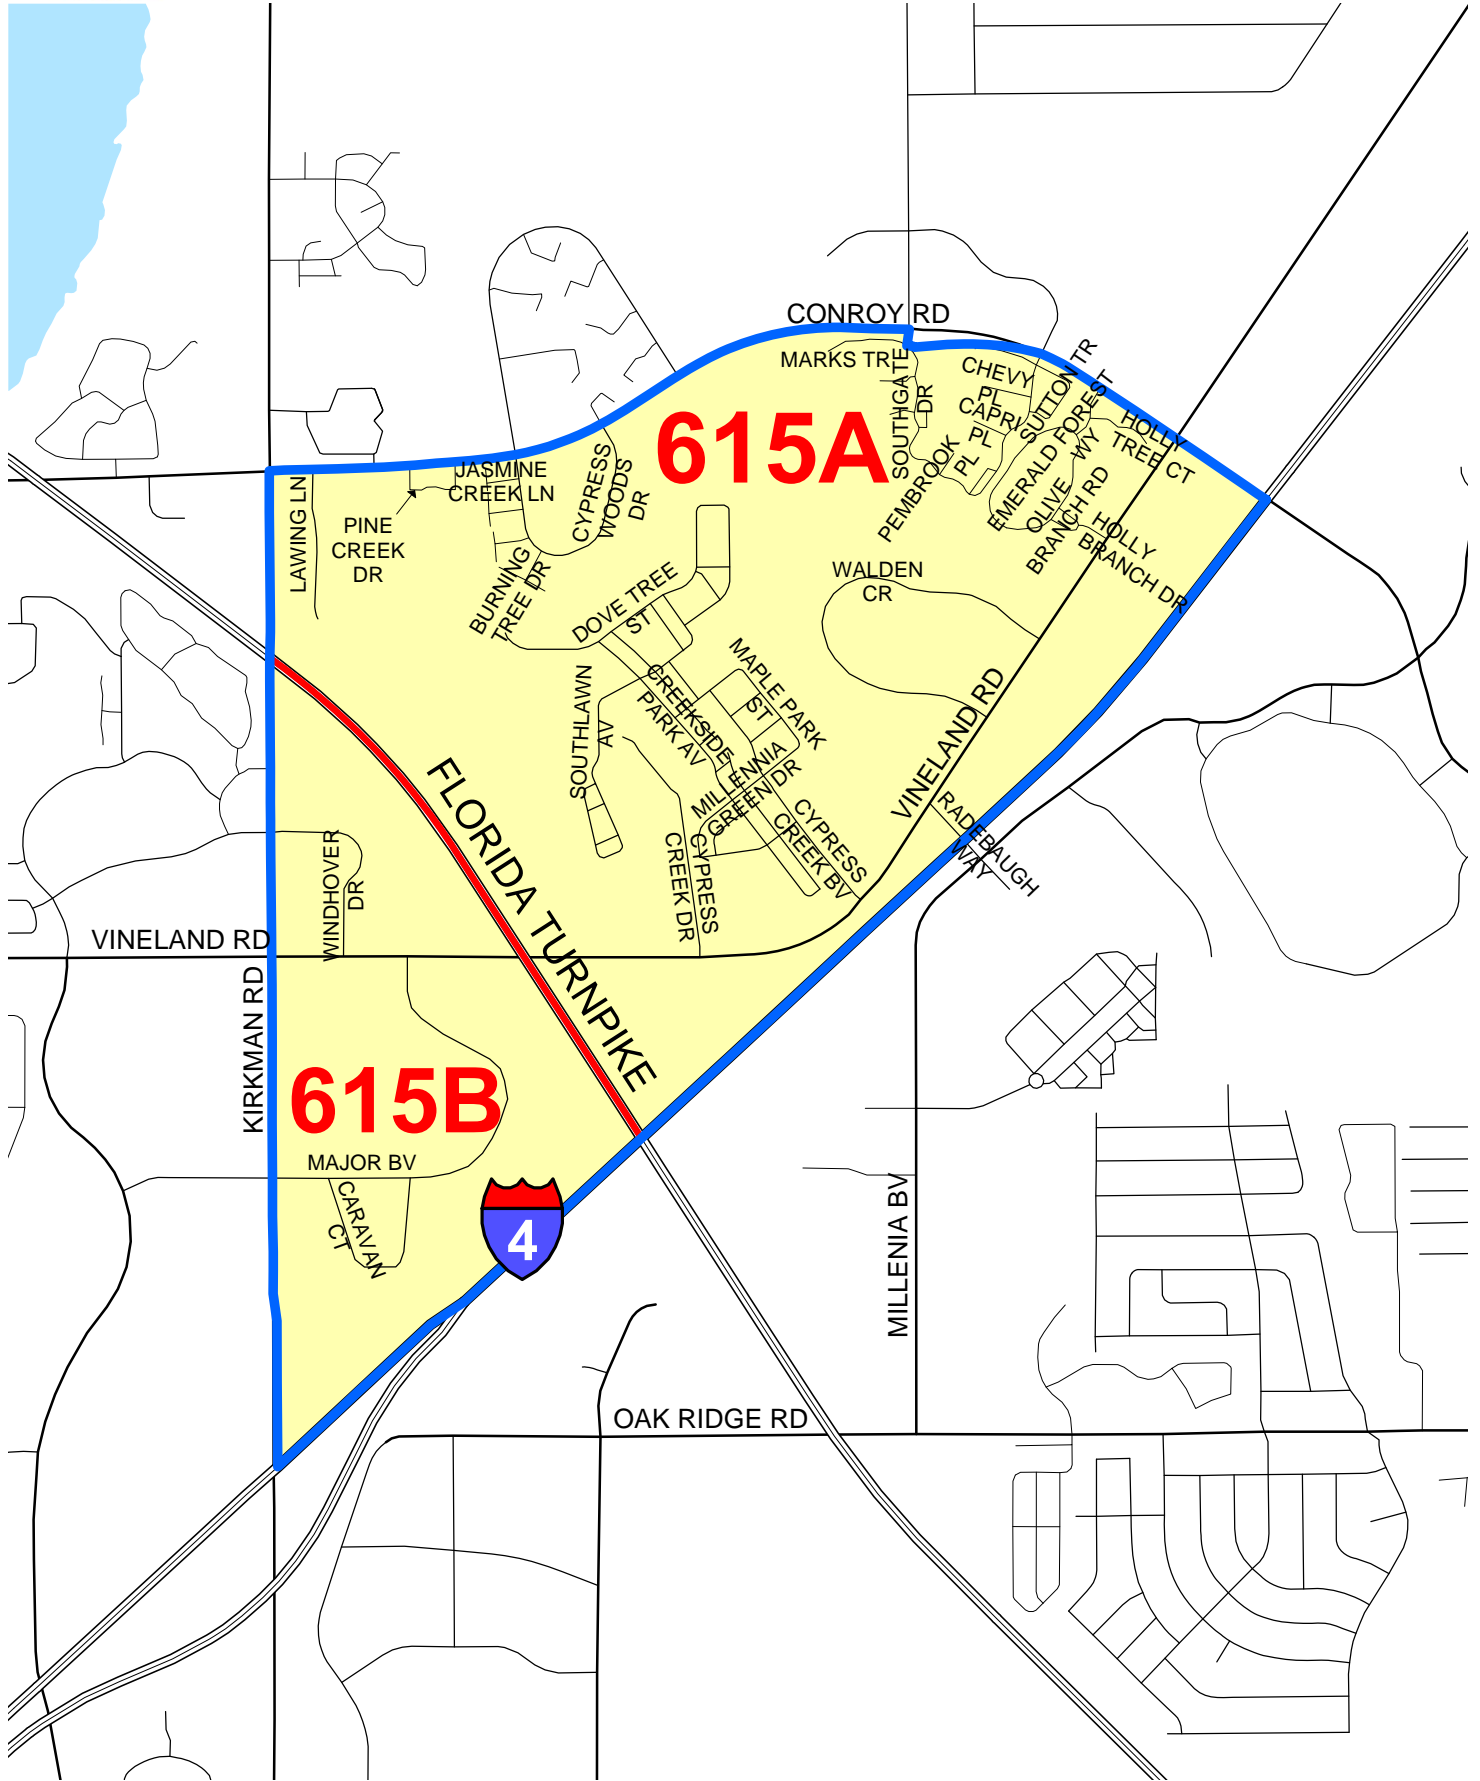 CONROY RD
MARKS TR
SOUTHGATE
DR
CHEVY
PL
CAPRI
PL
SUTTON TR
EMERALD FOREST
WY
HOLLY
TREE CT
615A
PEMBROOK
PL
OLIVE
BRANCH RD
HOLLY
BRANCH DR
JASMINE
CREEK LN
LAWING LN
PINE
CREEK
DR
CYPRESS
WOODS
DR
BURNING
TREE DR
DOVE TREE
ST
WALDEN
CR
MAPLE PARK
ST
CREEKSIDE
PARK AV
SOUTHLAWN
AV
MILLENNIA
GREEN DR
VINELAND RD
RADEBAUGH
WAY
CYPRESS
CREEK BV
CYPRESS
CREEK DR
FLORIDA TURNPIKE
WINDHOVER
DR
VINELAND RD
KIRKMAN RD
615B
MAJOR BV
CARAVAN
CT
4
MILLENIA BV
OAK RIDGE RD